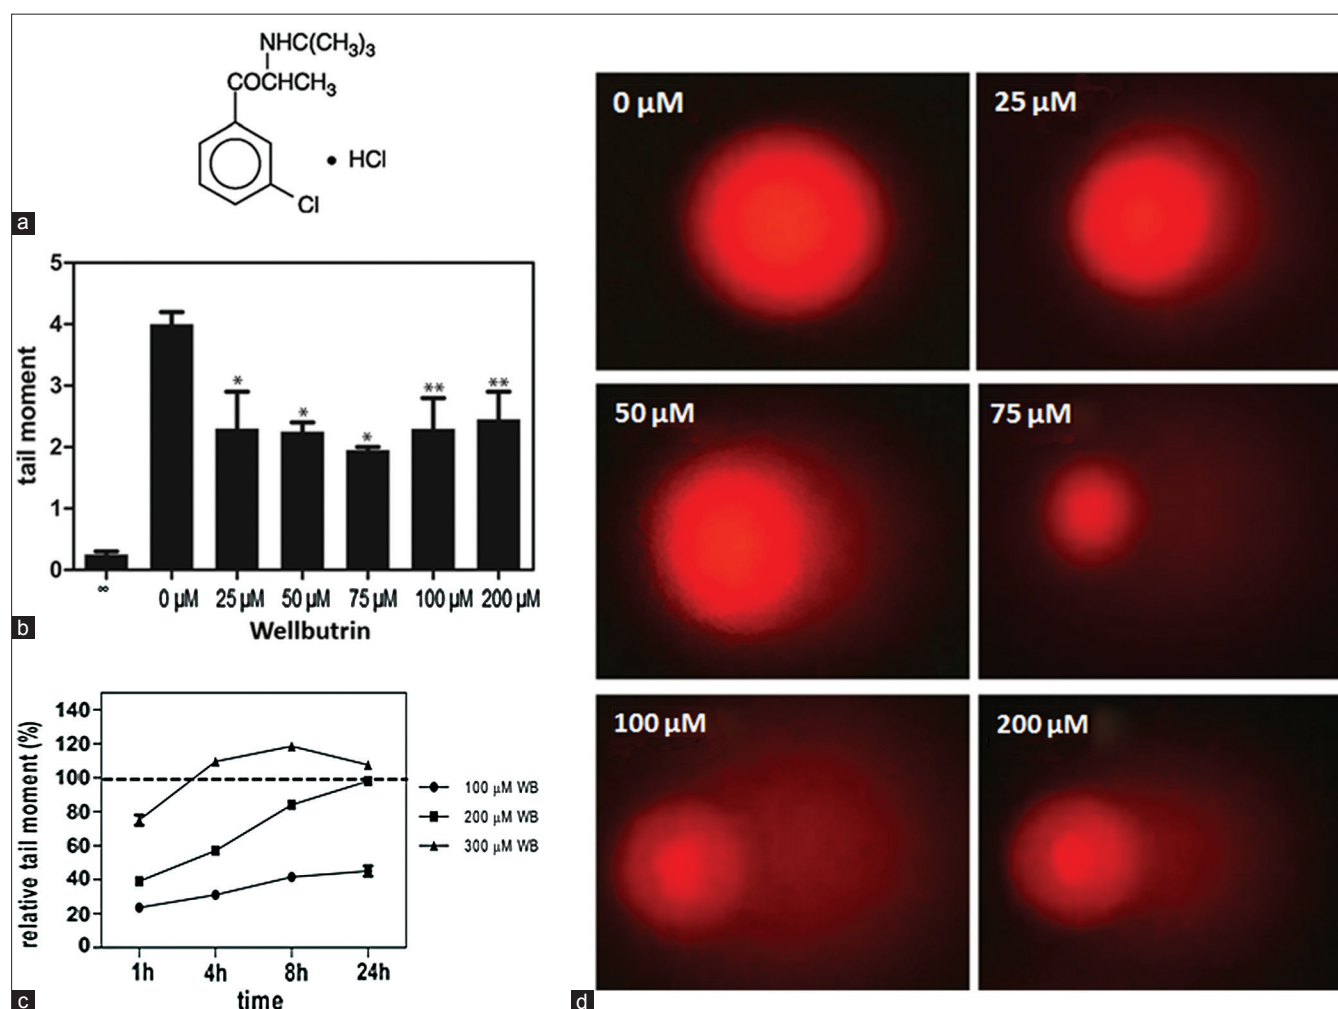 NHC(CH₃)₃
COCHCH₃
• HCl
Cl
a
5
4
3
2
1
0
tail moment
*
*
*
**
**
∞ 0 µM 25 µM 50 µM 75 µM 100 µM 200 µM
Wellbutrin
b
140
120
100
80
60
40
20
0
relative tail moment (%)
1h 4h 8h 24h
time
100 µM WB
200 µM WB
300 µM WB
c
0 µM
25 µM
50 µM
75 µM
100 µM
200 µM
d